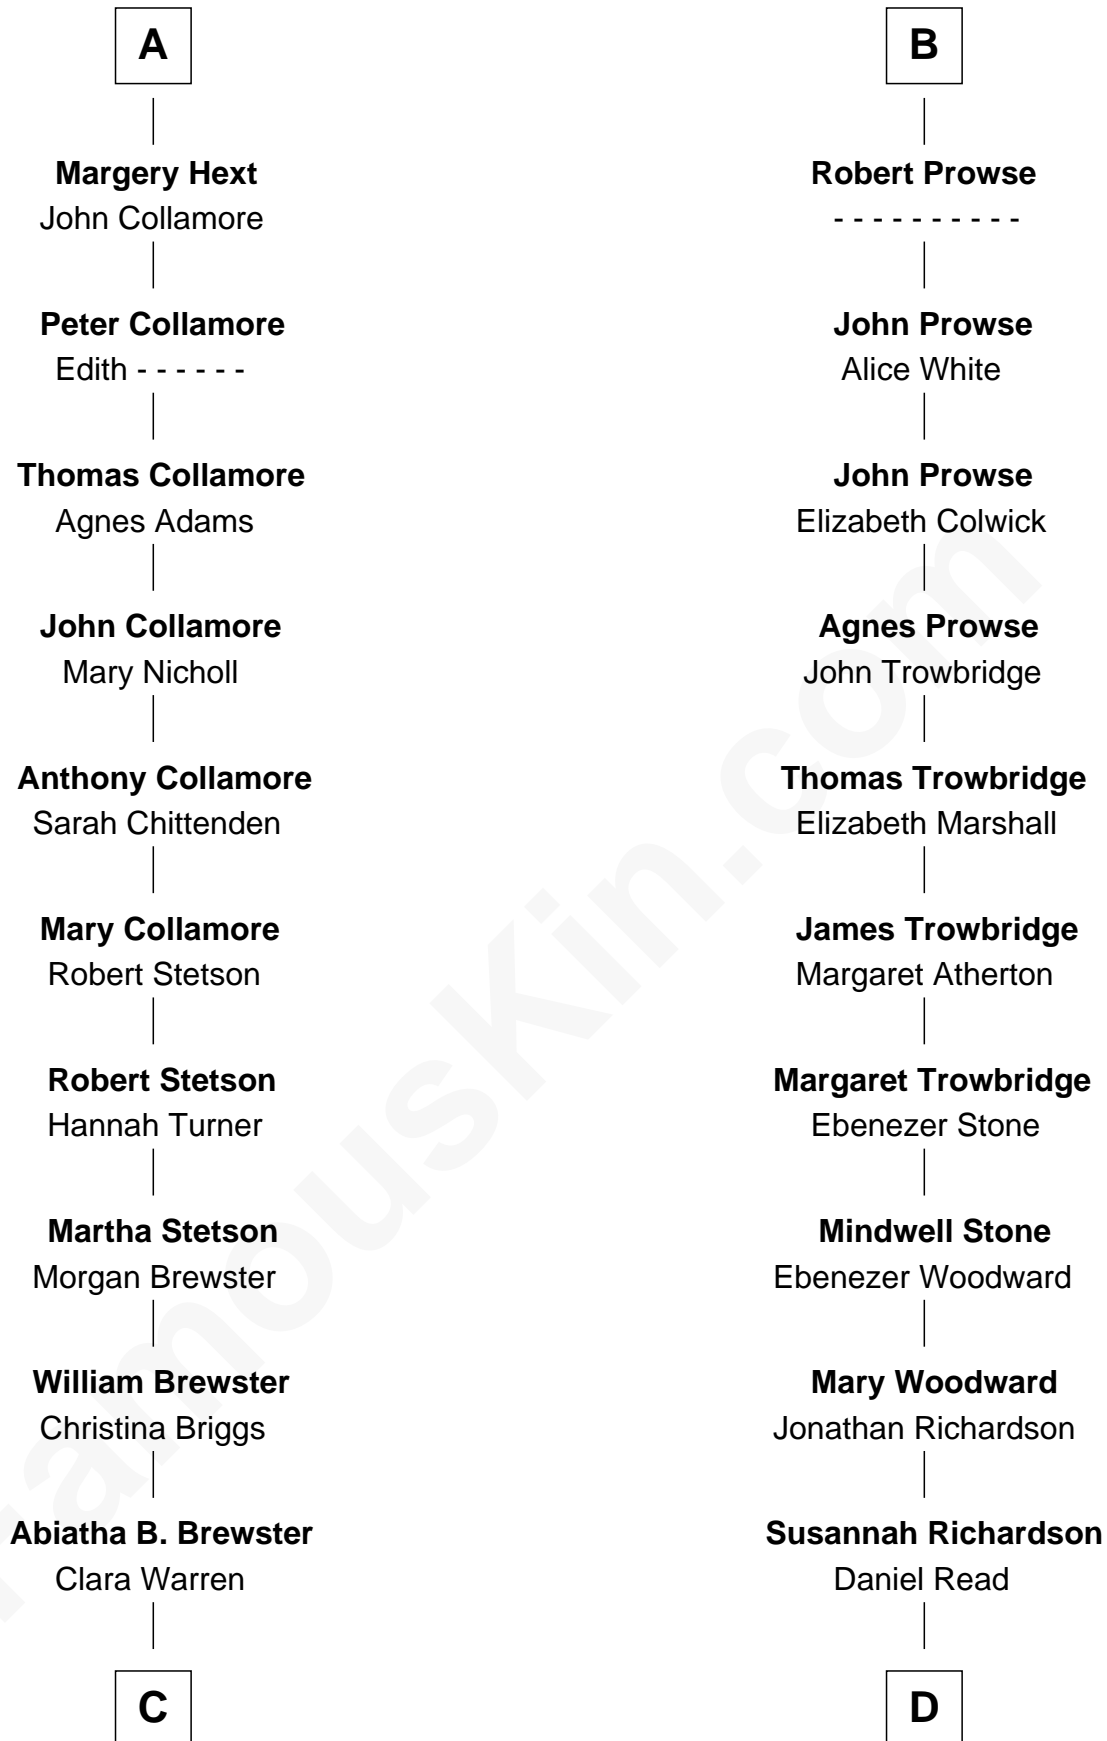 A
Margery Hext
John Collamore
Peter Collamore
Edith - - - - - -
Thomas Collamore
Agnes Adams
John Collamore
Mary Nicholl
Anthony Collamore
Sarah Chittenden
Mary Collamore
Robert Stetson
Robert Stetson
Hannah Turner
Martha Stetson
Morgan Brewster
William Brewster
Christina Briggs
Abiatha B. Brewster
Clara Warren
C
B
Robert Prowse
- - - - - - - - - -
John Prowse
Alice White
John Prowse
Elizabeth Colwick
Agnes Prowse
John Trowbridge
Thomas Trowbridge
Elizabeth Marshall
James Trowbridge
Margaret Atherton
Margaret Trowbridge
Ebenezer Stone
Mindwell Stone
Ebenezer Woodward
Mary Woodward
Jonathan Richardson
Susannah Richardson
Daniel Read
D
FamousKin.com